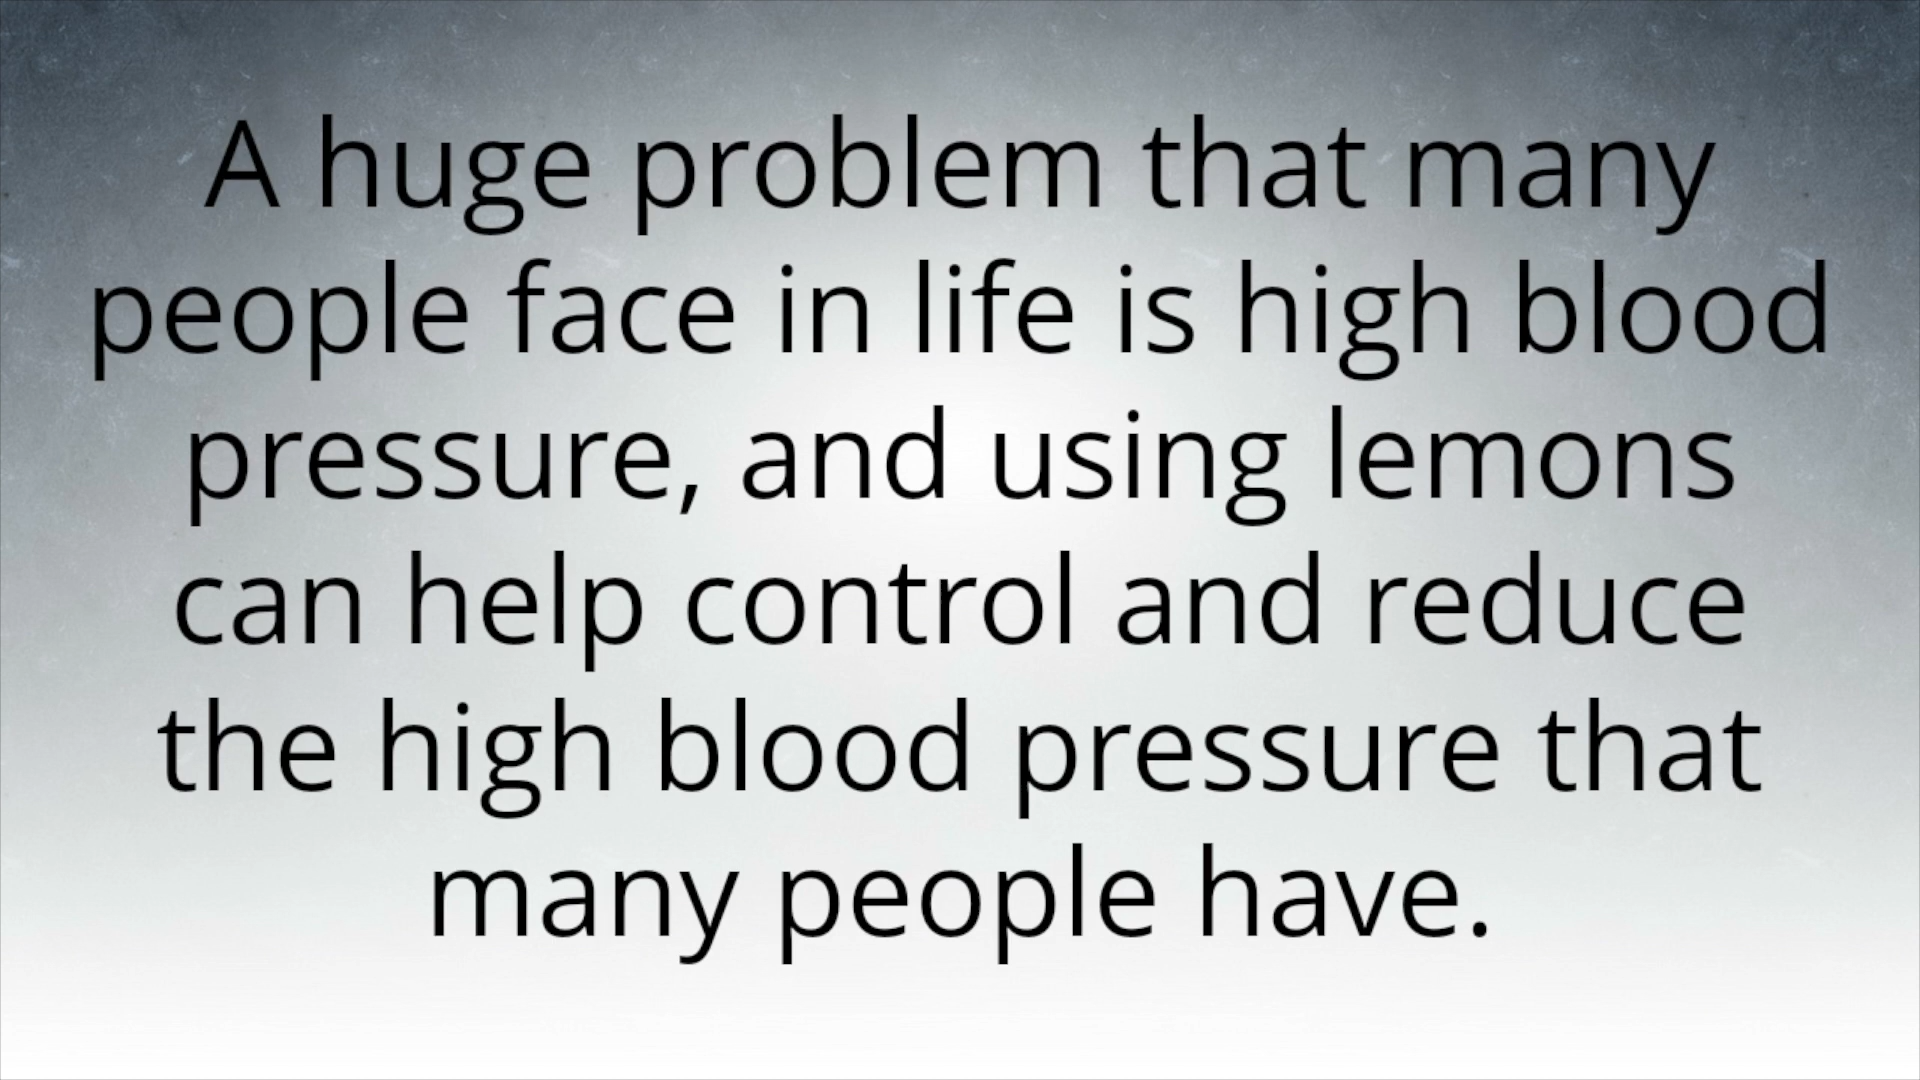 A huge problem that many
people face in life is high blood
pressure, and using lemons
can help control and reduce
the high blood pressure that
many people have.